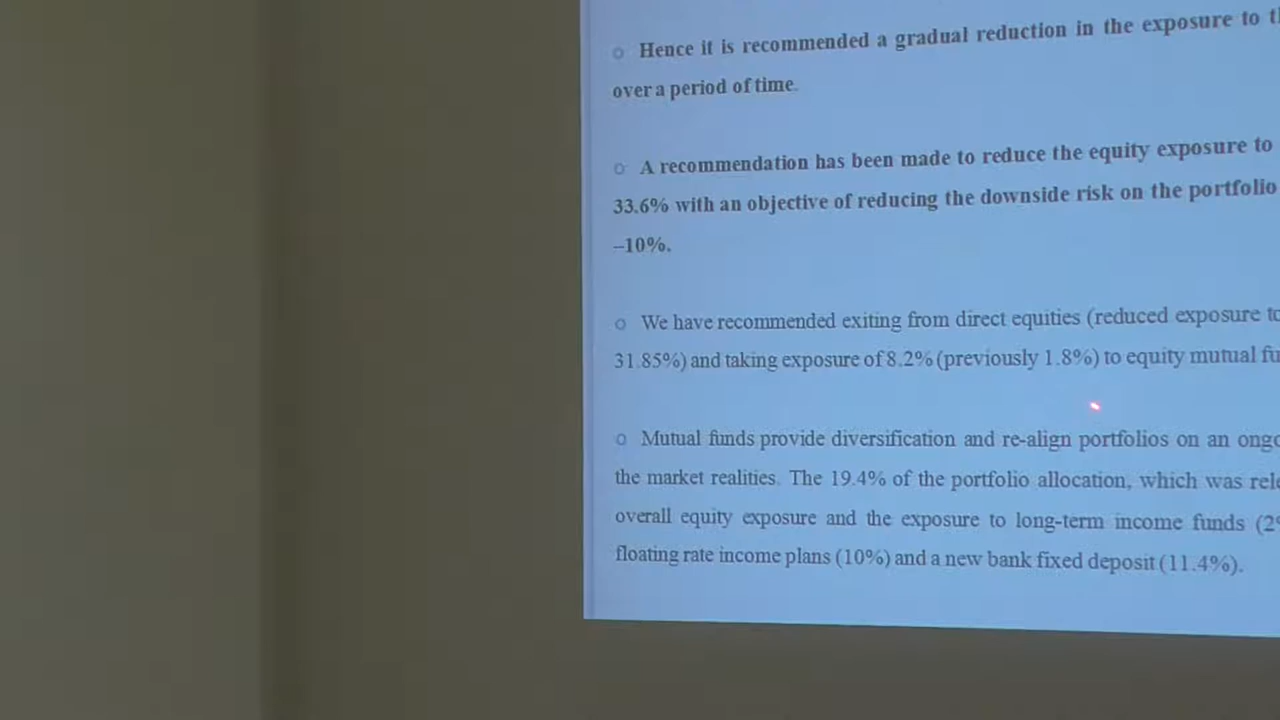 o Hence it is recommended a gradual reduction in the exposure to
over a period of time.
o A recommendation has been made to reduce the equity exposure to
33.6% with an objective of reducing the downside risk on the portfolio
–10%.
o We have recommended exiting from direct equities (reduced exposure to
31.85%) and taking exposure of 8.2% (previously 1.8%) to equity mutual
o Mutual funds provide diversification and re-align portfolios on an
the market realities. The 19.4% of the portfolio allocation, which was
overall equity exposure and the exposure to long-term income funds
floating rate income plans (10%) and a new bank fixed deposit (11.4%).